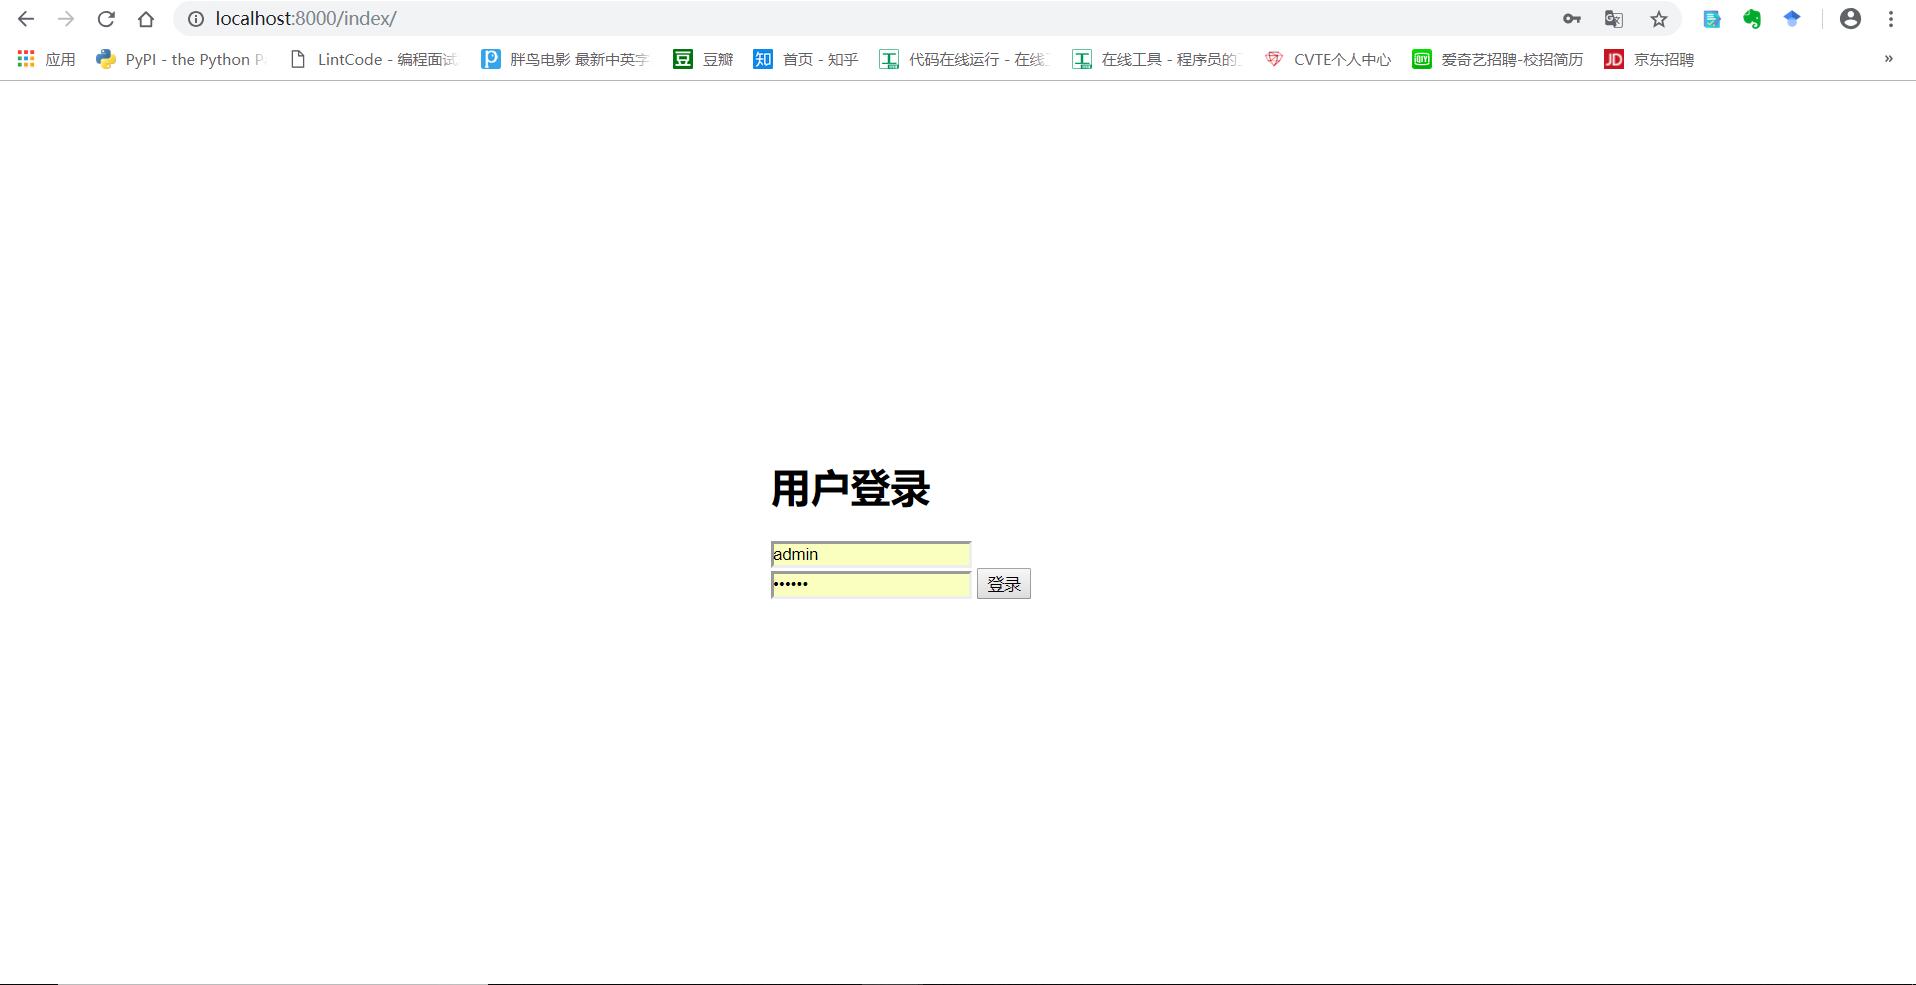 localhost:8000/index/
应用
PyPI - the Python P
LintCode - 编程面试
胖鸟电影 最新中英字
豆 豆瓣
知 首页 - 知乎
工 代码在线运行 - 在线
工 在线工具 - 程序员的
CVTE个人中心
爱奇艺招聘-校招简历
JD 京东招聘
»
用户登录
admin
••••••
登录